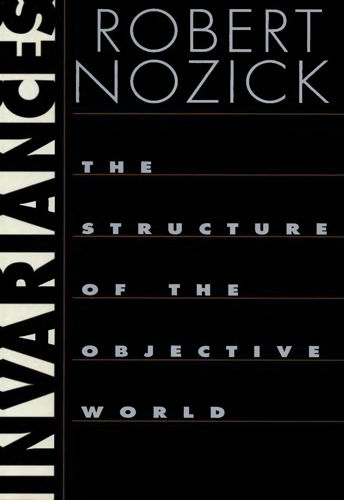 INVARIANCES
ROBERT
NOZICK
THE
STRUCTURE
OF THE
OBJECTIVE
WORLD